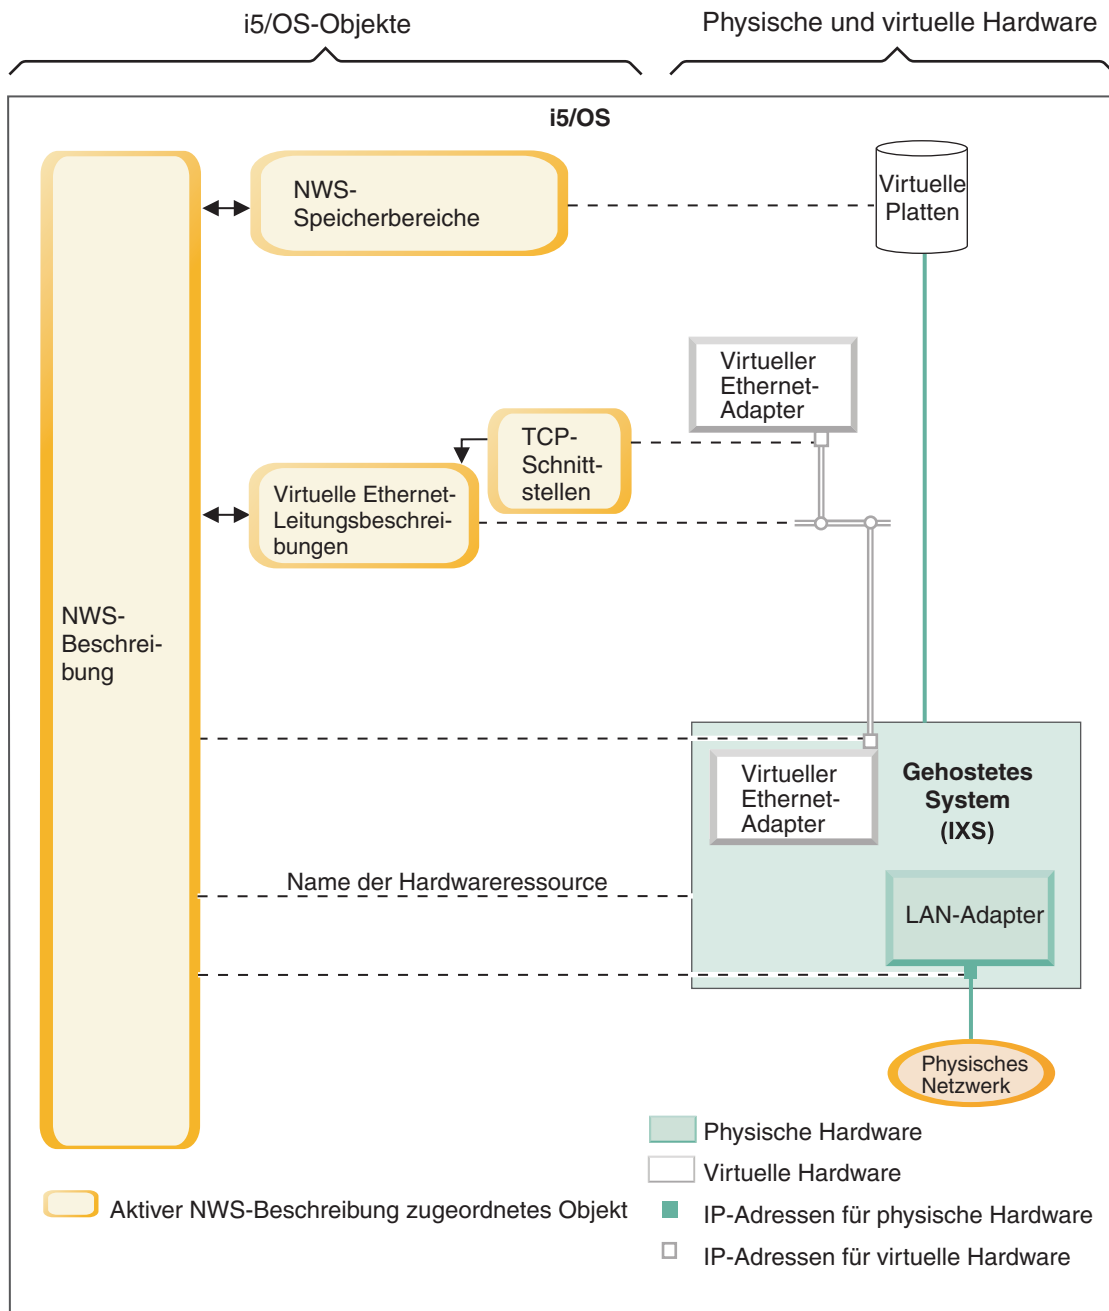 i5/OS-Objekte
Physische und virtuelle Hardware
i5/OS
NWS-
Speicherbereiche
Virtuelle
Platten
Virtueller
Ethernet-
Adapter
TCP-
Schnitt-
stellen
Virtuelle Ethernet-
Leitungsbeschrei-
bungen
NWS-
Beschrei-
bung
Virtueller
Ethernet-
Adapter
Gehostetes
System
(IXS)
Name der Hardwareressource
LAN-Adapter
Physisches
Netzwerk
Physische Hardware
Virtuelle Hardware
Aktiver NWS-Beschreibung zugeordnetes Objekt
IP-Adressen für physische Hardware
IP-Adressen für virtuelle Hardware